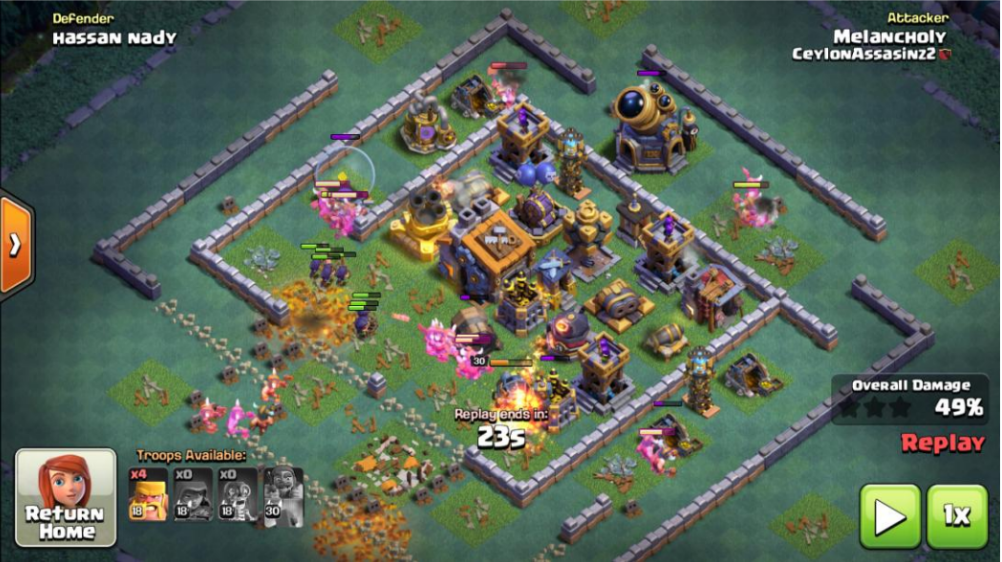 Defender
Hassan nady
Attacker
Melancholy
CeylonAssasinz2
30
Replay ends in:
23s
Overall Damage
49%
Replay
Troops Available:
x4
x0
x0
18
18
18
30
Return
Home
1x